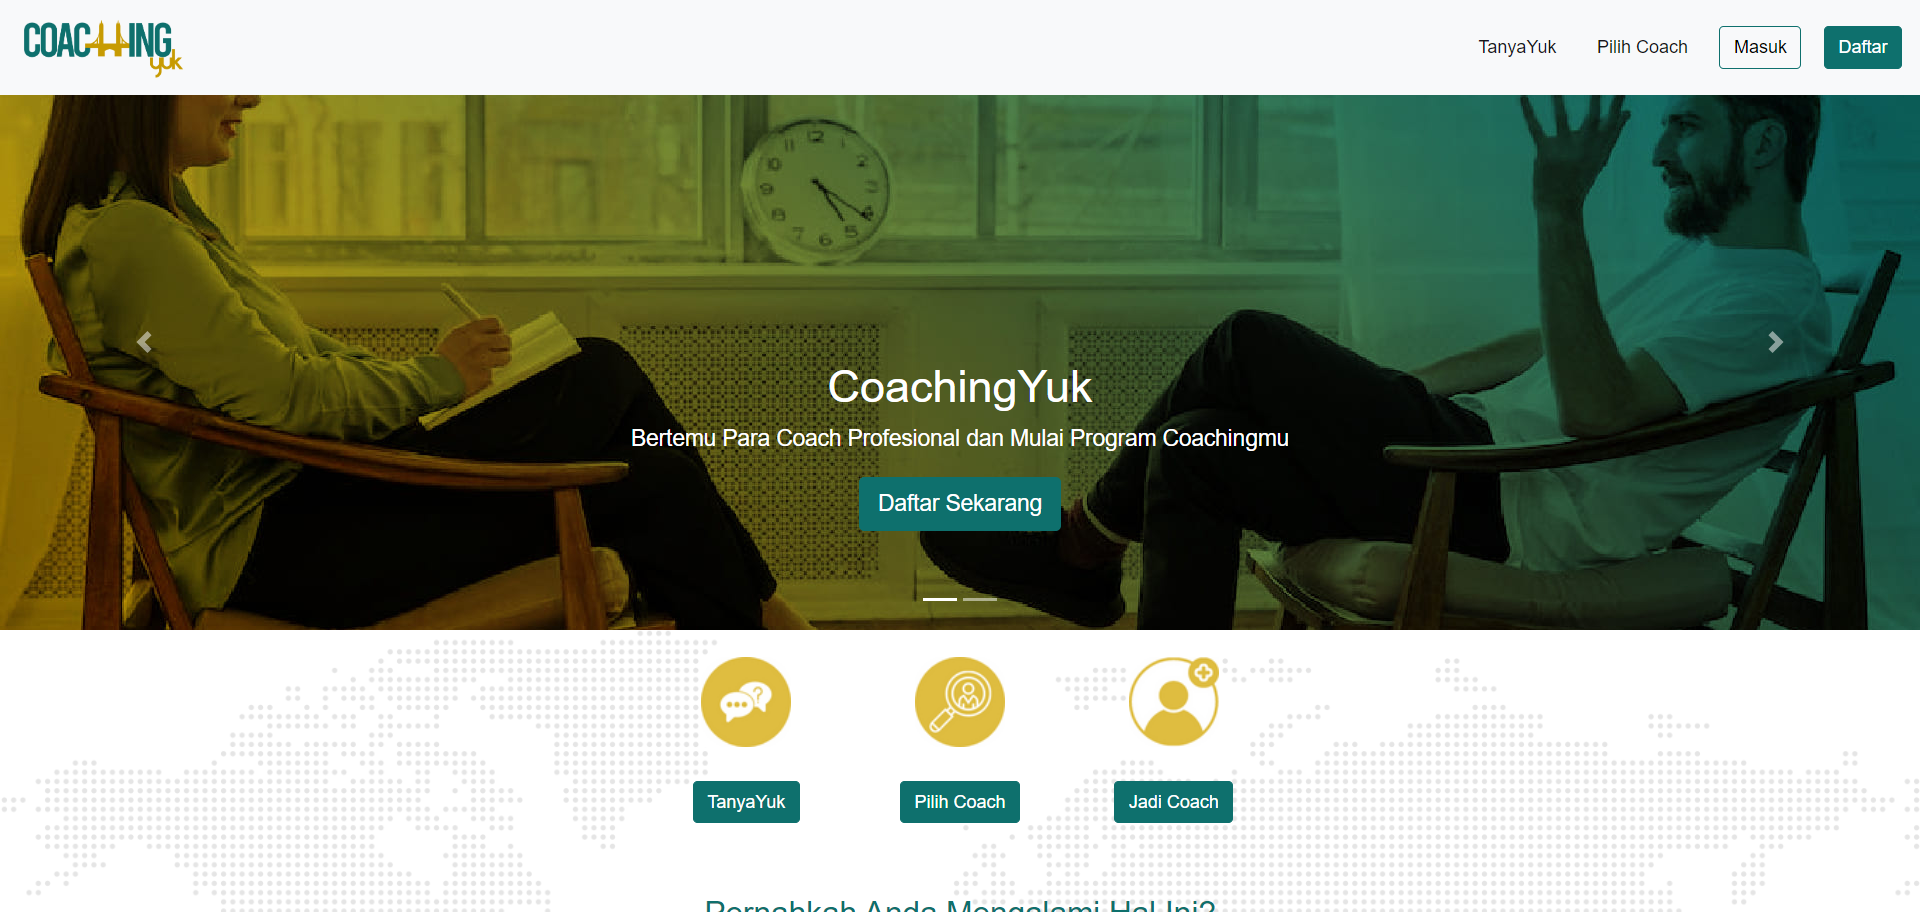 COACHING
yuk
TanyaYuk
Pilih Coach
Masuk
Daftar
CoachingYuk
Bertemu Para Coach Profesional dan Mulai Program Coachingmu
Daftar Sekarang
TanyaYuk
Pilih Coach
Jadi Coach
Pernahkah Anda Mengalami Hal Ini?